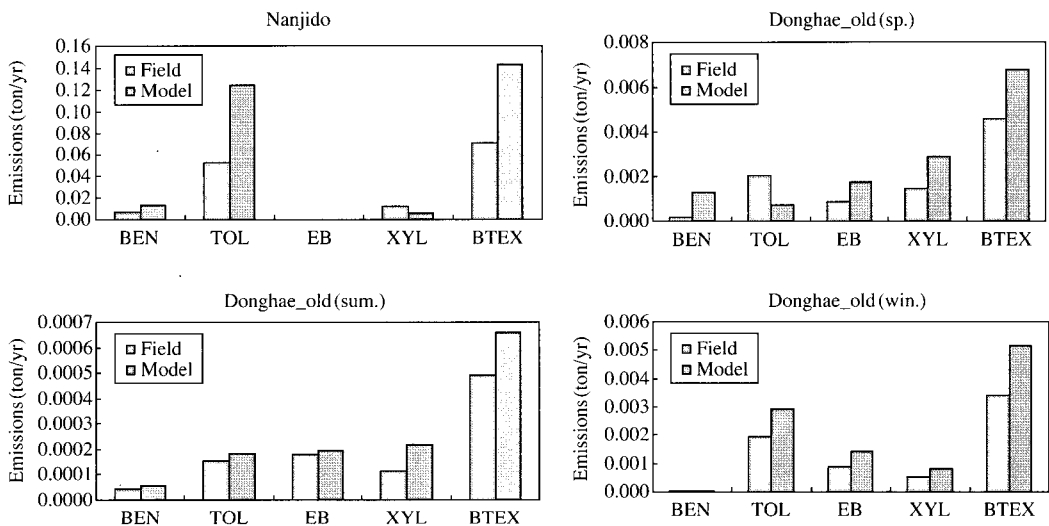 Nanjido
Emissions (ton/yr)
0.16
0.14
0.12
0.10
0.08
0.06
0.04
0.02
0.00
Field
Model
BEN TOL EB XYL BTEX
Donghae_old (sp.)
Emissions (ton/yr)
0.008
0.006
0.004
0.002
0.000
Field
Model
BEN TOL EB XYL BTEX
Donghae_old (sum.)
Emissions (ton/yr)
0.0007
0.0006
0.0005
0.0004
0.0003
0.0002
0.0001
0.0000
Field
Model
BEN TOL EB XYL BTEX
Donghae_old (win.)
Emissions (ton/yr)
0.006
0.005
0.004
0.003
0.002
0.001
0.000
Field
Model
BEN TOL EB XYL BTEX